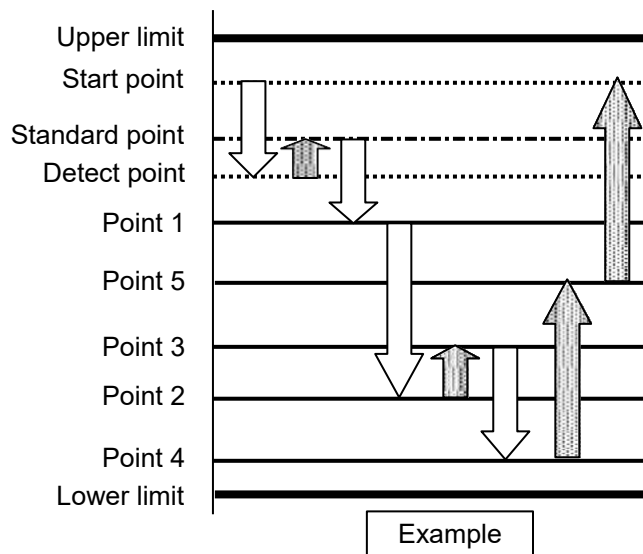 Upper limit
Start point
Standard point
Detect point
Point 1
Point 5
Point 3
Point 2
Point 4
Lower limit
Example